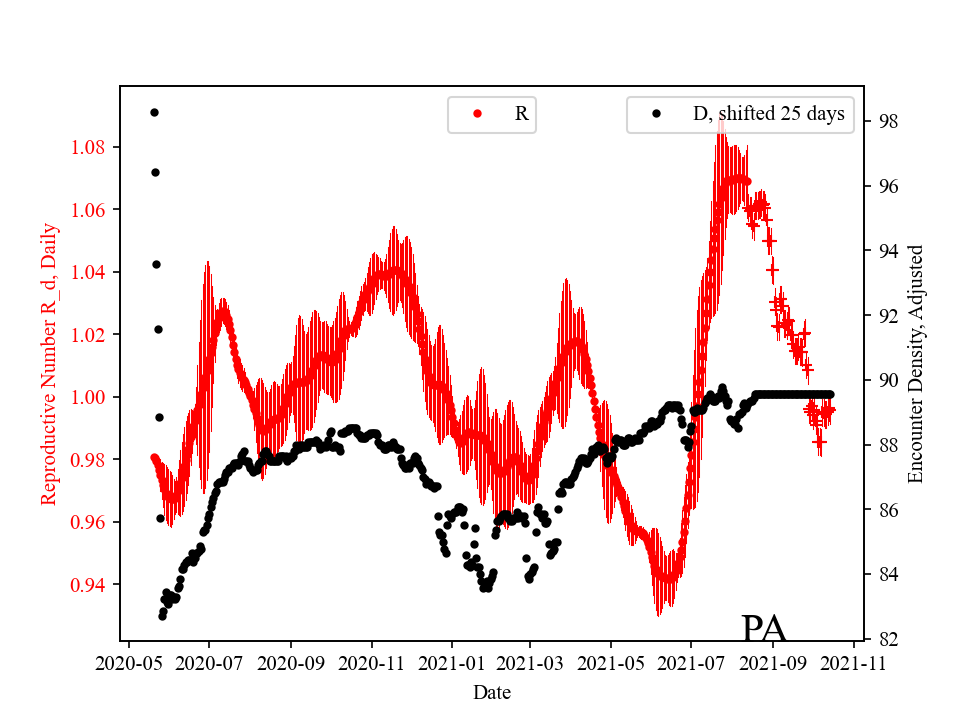 R
D, shifted 25 days
1.08
1.06
1.04
1.02
1.00
0.98
0.96
0.94
Reproductive Number R_d, Daily
98
96
94
92
90
88
86
84
82
Encounter Density, Adjusted
PA
2020-05 2020-07 2020-09 2020-11 2021-01 2021-03 2021-05 2021-07 2021-09 2021-11
Date